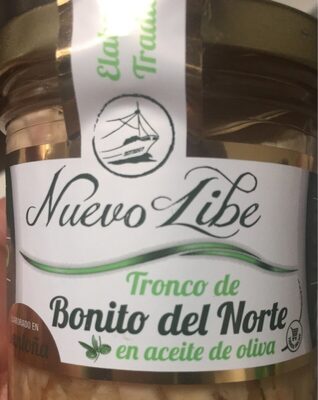 Nuevo Libe
Tronco de
Bonito del Norte
en aceite de oliva